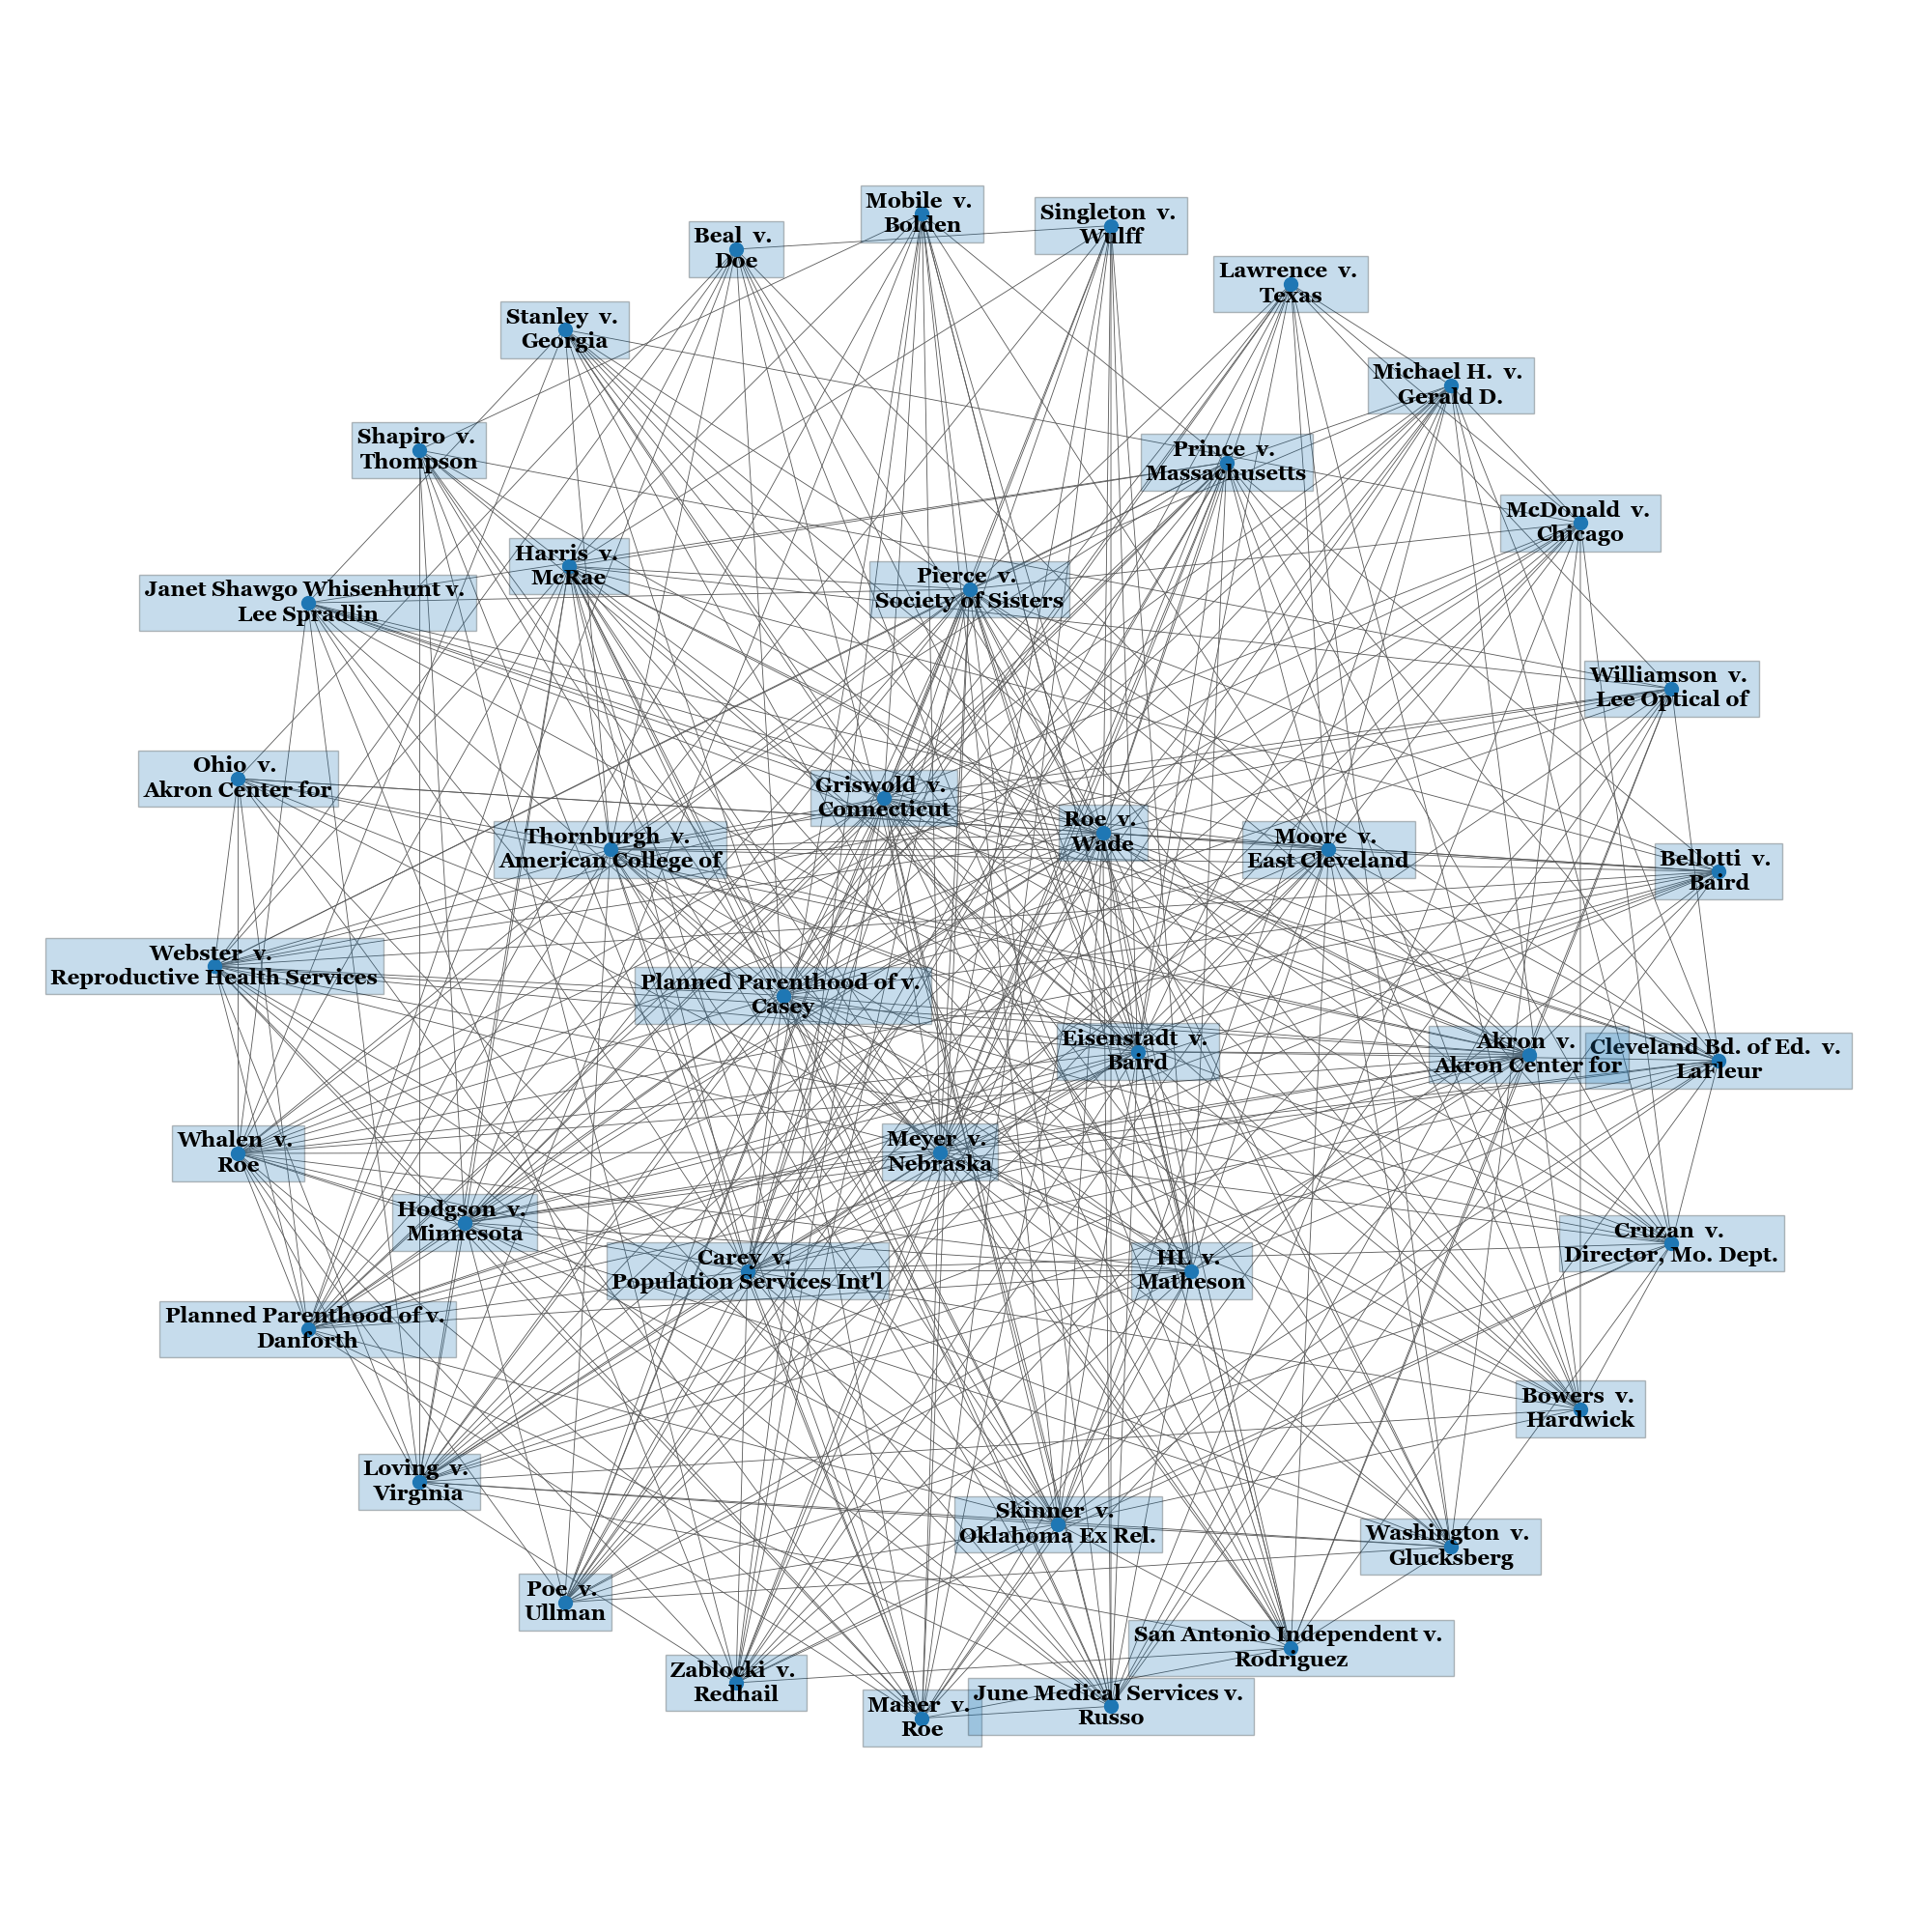 Mobile v.
Bolden
Singleton v.
Wulff
Beal v.
Doe
Lawrence v.
Texas
Stanley v.
Georgia
Michael H. v.
Gerald D.
Shapiro v.
Thompson
Prince v.
Massachusetts
McDonald v.
Chicago
Harris v.
McRae
Pierce v.
Society of Sisters
Janet Shawgo Whisenhunt v.
Lee Spradlin
Williamson v.
Lee Optical of
Ohio v.
Akron Center for
Griswold v.
Connecticut
Roe v.
Wade
Thornburgh v.
American College of
Moore v.
East Cleveland
Bellotti v.
Baird
Webster v.
Reproductive Health Services
Planned Parenthood of v.
Casey
Eisenstadt v.
Baird
Akron v.
Akron Center for
Cleveland Bd. of Ed. v.
LaFleur
Whalen v.
Roe
Meyer v.
Nebraska
Hodgson v.
Minnesota
Cruzan v.
Director, Mo. Dept.
Carey v.
Population Services Int'l
HL v.
Matheson
Planned Parenthood of v.
Danforth
Bowers v.
Hardwick
Loving v.
Virginia
Skinner v.
Oklahoma Ex Rel.
Washington v.
Glucksberg
Poe v.
Ullman
San Antonio Independent v.
Rodriguez
Zablocki v.
Redhail
Maher v.
Roe
June Medical Services v.
Russo